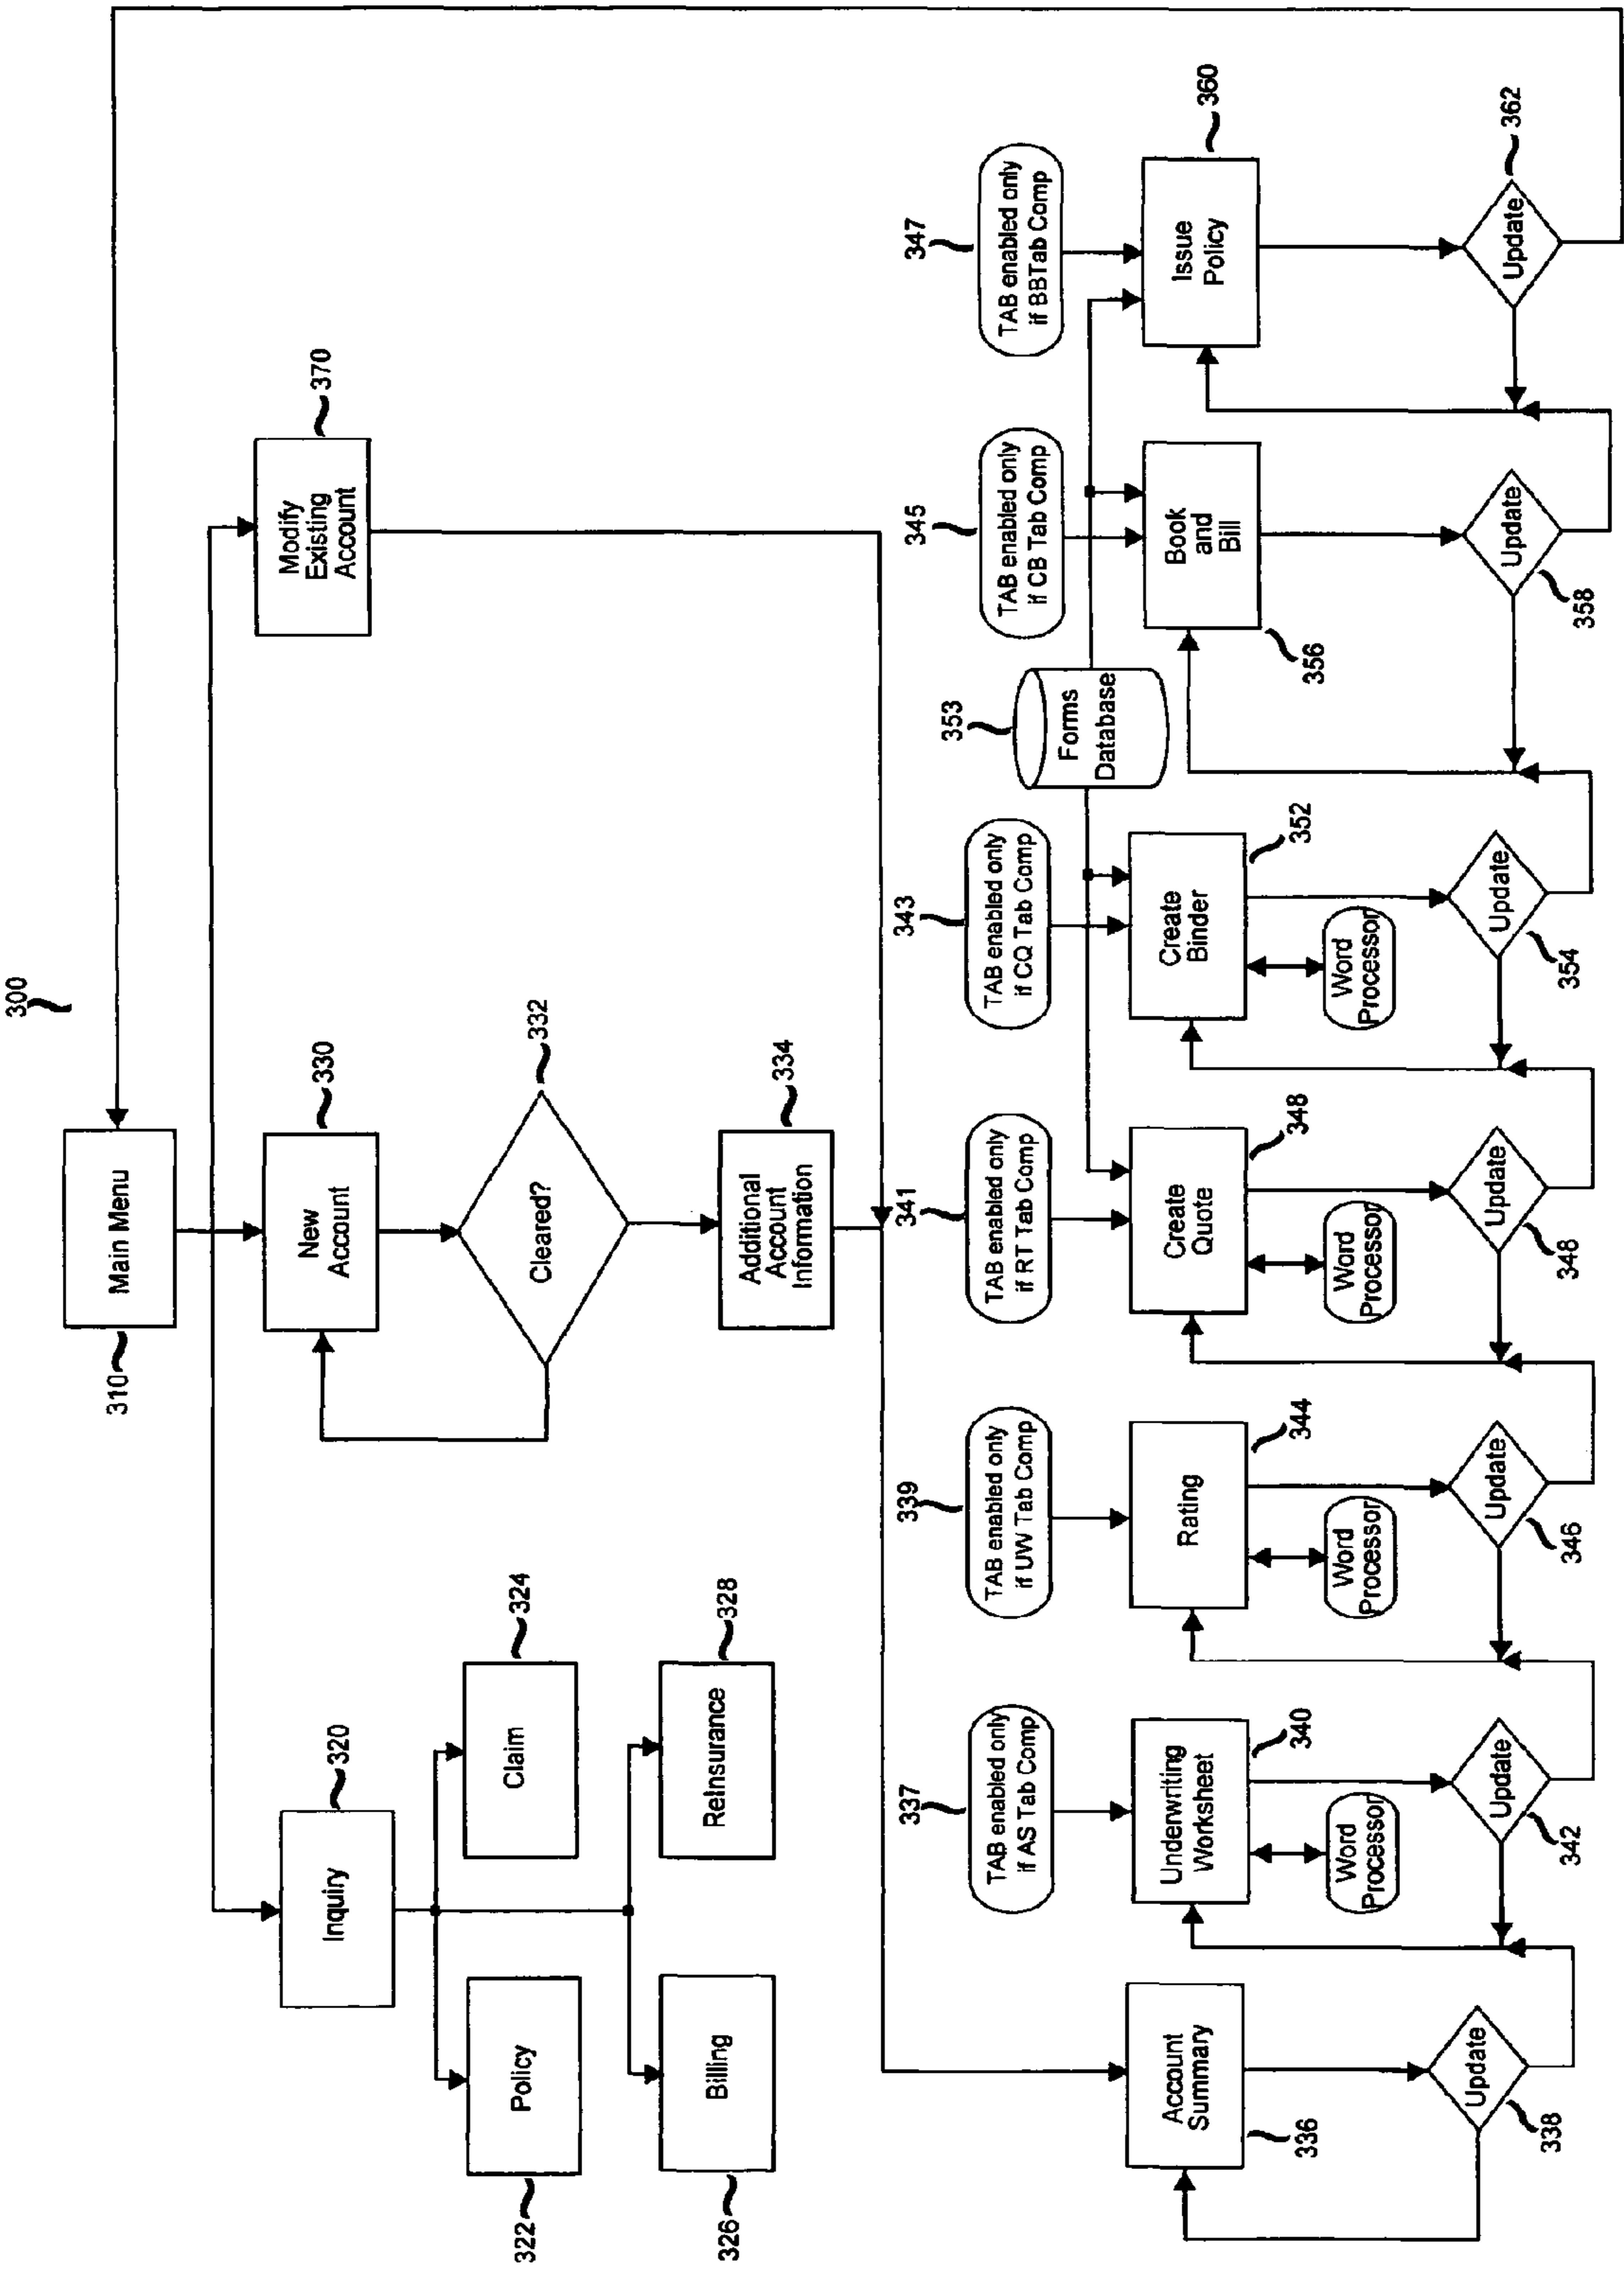 300
310
Main Menu
320
Inquiry
330
New
Account
370
Modify
Existing
Account
322
Policy
324
Claim
332
Cleared?
326
Billing
328
ReInsurance
334
Additional
Account
Information
337
TAB enabled only
if AS Tab Comp
339
TAB enabled only
if UW Tab Comp
341
TAB enabled only
if RT Tab Comp
343
TAB enabled only
if CQ Tab Comp
353
Forms
Database
345
TAB enabled only
if CB Tab Comp
347
TAB enabled only
if BBTab Comp
336
Account
Summary
340
Underwriting
Worksheet
344
Rating
348
Create
Quote
352
Create
Binder
356
Book
and
Bill
360
Issue
Policy
Word
Processor
Word
Processor
Word
Processor
Word
Processor
338
Update
342
Update
346
Update
348
Update
354
Update
358
Update
362
Update